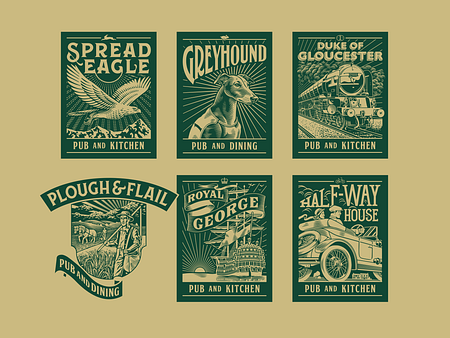 SPREAD
EAGLE
PUB AND KITCHEN
GREYHOUND
PUB AND DINING
DUKE OF
GLOUCESTER
PUB AND KITCHEN
PLOUGH & FLAIL
PUB AND DINING
ROYAL
GEORGE
PUB AND KITCHEN
HALF-WAY
HOUSE
PUB AND KITCHEN